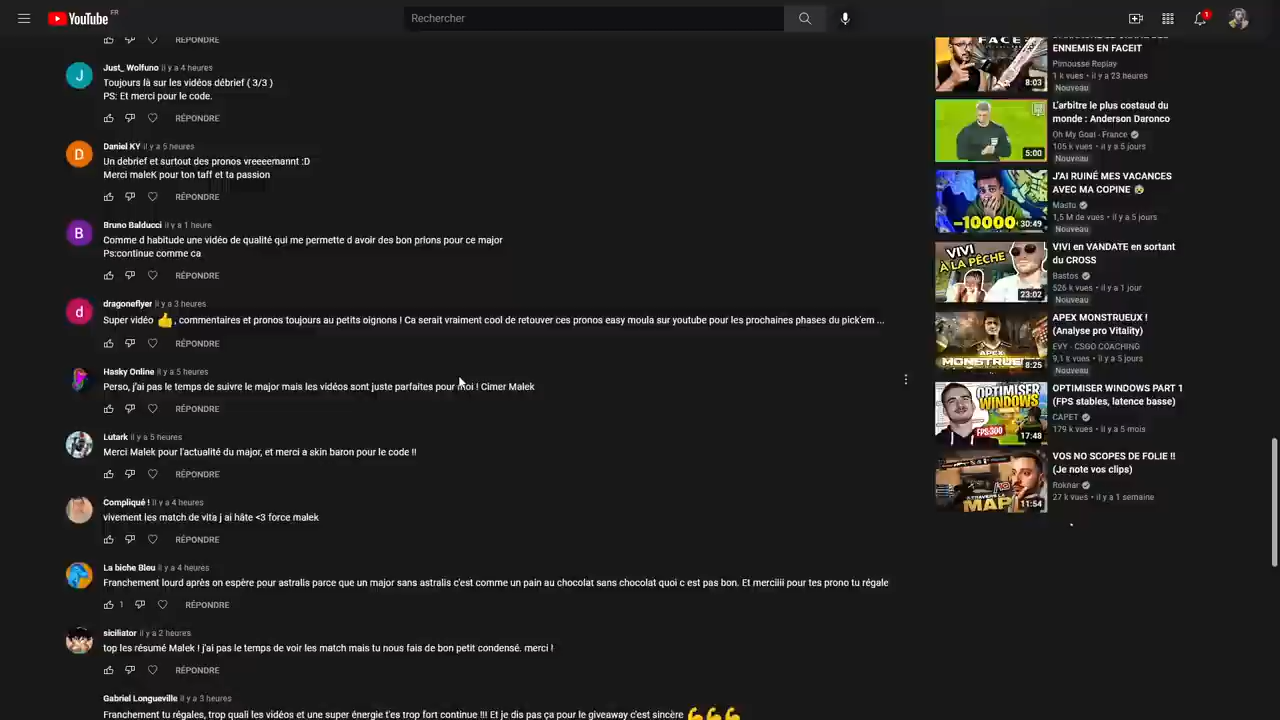 YouTube FR
Rechercher
1
RÉPONDRE
Just_ Wolfuno il y a 4 heures
Toujours là sur les vidéos débrief ( 3/3 )
PS: Et merci pour le code.
RÉPONDRE
Daniel KY il y a 5 heures
Un débrief et surtout des pronos vreeeemannt :D
Merci maleK pour ton taff et ta passion
RÉPONDRE
Bruno Balducci il y a 1 heure
Comme d habitude une vidéo de qualité qui me permette d avoir des bon prions pour ce major
Ps:continue comme ca
RÉPONDRE
dragoneflyer il y a 3 heures
Super vidéo 👍, commentaires et pronos toujours au petits oignons ! Ca serait vraiment cool de retouver ces pronos easy moula sur youtube pour les prochaines phases du pick'em ...
RÉPONDRE
Hasky Online il y a 5 heures
Perso, j'ai pas le temps de suivre le major mais les vidéos sont juste parfaites pour moi ! Cimer Malek
RÉPONDRE
Lutark il y a 5 heures
Merci Malek pour l'actualité du major, et merci a skin baron pour le code !!
RÉPONDRE
Compliqué ! il y a 4 heures
vivement les match de vita j ai hâte <3 force malek
RÉPONDRE
La biche Bleu il y a 4 heures
Franchement lourd après on espère pour astralis parce que un major sans astralis c'est comme un pain au chocolat sans chocolat quoi c est pas bon. Et merciiii pour tes prono tu régale
1 RÉPONDRE
siciliator il y a 2 heures
top les résumé Malek ! j'ai pas le temps de voir les match mais tu nous fais de bon petit condensé. merci !
RÉPONDRE
Gabriel Longueville il y a 3 heures
Franchement tu régales, trop quali les vidéos et une super énergie t'es trop fort continue !!! Et je dis pas ça pour le giveaway c'est sincère 💪💪💪
8:03
ENNEMIS EN FACEIT
Pimousse Replay
1 k vues • il y a 23 heures
Nouveau
5:00
L'arbitre le plus costaud du
monde : Anderson Daronco
Oh My Goal - France
105 k vues • il y a 5 jours
Nouveau
-10000
30:49
J'AI RUINÉ MES VACANCES
AVEC MA COPINE 😰
Mastu
1,5 M de vues • il y a 5 jours
Nouveau
VIVI
À LA PÊCHE
23:02
VIVI en VANDATE en sortant
du CROSS
Bastos
526 k vues • il y a 1 jour
Nouveau
APEX
MONSTRUEUX
8:25
APEX MONSTRUEUX !
(Analyse pro Vitality)
EVY - CSGO COACHING
9,1 k vues • il y a 5 jours
Nouveau
OPTIMISER
WINDOWS
FPS:300
17:48
OPTIMISER WINDOWS PART 1
(FPS stables, latence basse)
CAPET
179 k vues • il y a 5 mois
A TRAVERS LA
MAP
11:54
VOS NO SCOPES DE FOLIE !!
(Je note vos clips)
Roknar
27 k vues • il y a 1 semaine